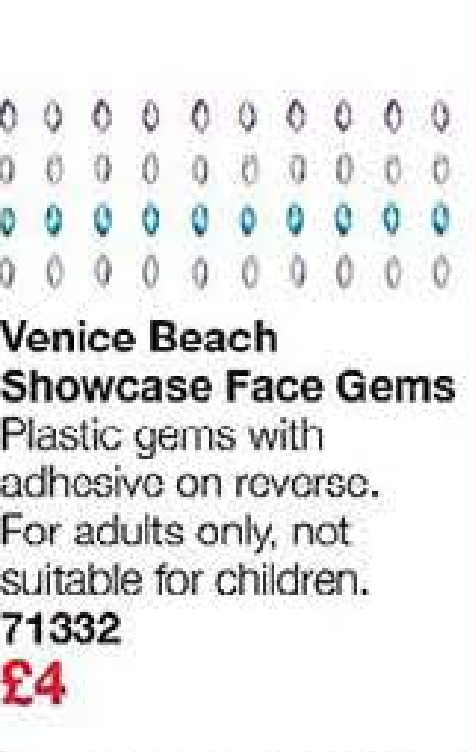 Venice Beach
Showcase Face Gems
Plastic gems with
adhesive on reverse.
For adults only, not
suitable for children.
71332
£4